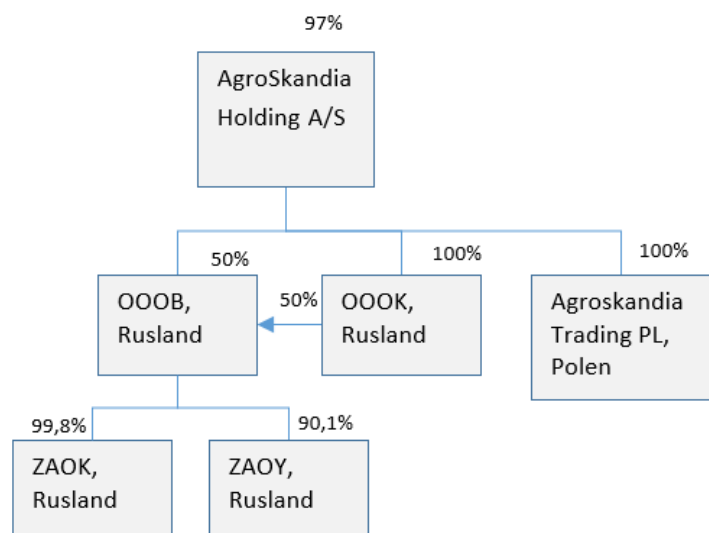 97%
AgroSkandia
Holding A/S
50%
100%
100%
OOOB,
Rusland
50%
OOOK,
Rusland
Agroskandia
Trading PL,
Polen
99,8%
90,1%
ZAOK,
Rusland
ZAOY,
Rusland